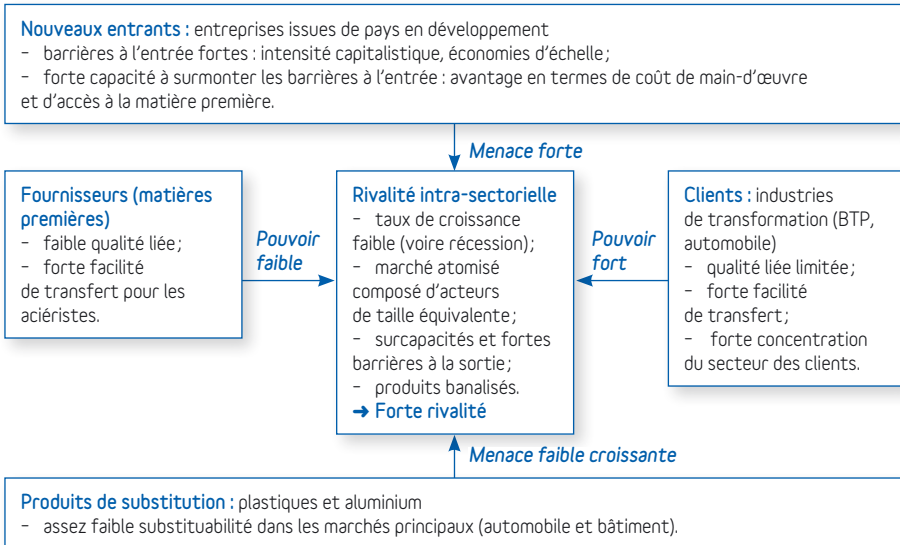 Nouveaux entrants : entreprises issues de pays en développement
- barrières à l'entrée fortes : intensité capitalistique, économies d'échelle ;
- forte capacité à surmonter les barrières à l'entrée : avantage en termes de coût de main-d'œuvre
et d'accès à la matière première.
Menace forte
Fournisseurs (matières
premières)
- faible qualité liée ;
- forte facilité
de transfert pour les
aciéristes.
Pouvoir
faible
Rivalité intra-sectorielle
- taux de croissance
faible (voire récession) ;
- marché atomisé
composé d'acteurs
de taille équivalente ;
- surcapacités et fortes
barrières à la sortie ;
- produits banalisés.
➜ Forte rivalité
Pouvoir
fort
Clients : industries
de transformation (BTP,
automobile)
- qualité liée limitée ;
- forte facilité
de transfert ;
- forte concentration
du secteur des clients.
Menace faible croissante
Produits de substitution : plastiques et aluminium
- assez faible substituabilité dans les marchés principaux (automobile et bâtiment).